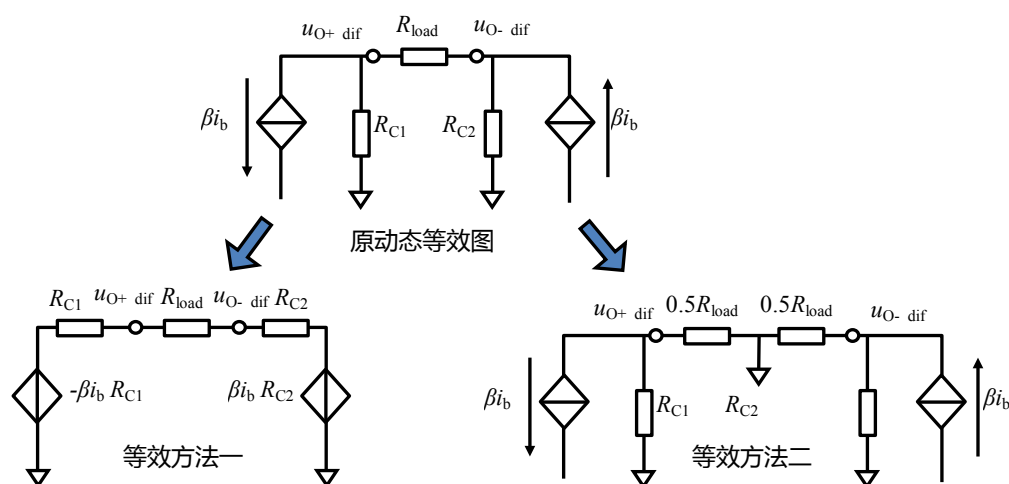 uO+ dif Rload uO- dif
βib RC1 RC2 βib
原动态等效图
RC1 uO+ dif Rload uO- dif RC2
-βib RC1 βib RC2
等效方法一
uO+ dif 0.5Rload 0.5Rload uO- dif
βib RC1 RC2 βib
等效方法二